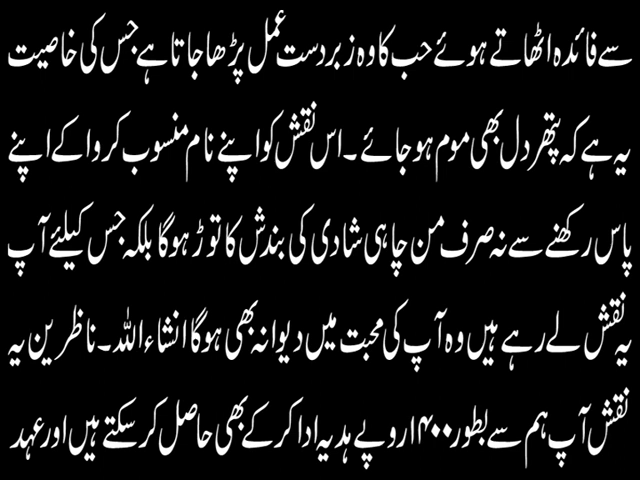 سے فائدہ اٹھاتے ہوئے حب کا وہ زبردست عمل پڑھا جاتا ہے جس کی خاصیت
یہ ہے کہ پتھر دل بھی موم ہو جائے۔ اس نقش کو اپنے نام منسوب کروا کے اپنے
پاس رکھنے سے نہ صرف من چاہی شادی کی بندش کا توڑ ہوگا بلکہ جس کیلئے آپ
یہ نقش لے رہے ہیں وہ آپ کی محبت میں دیوانہ بھی ہوگا انشاء اللہ۔ ناظرین یہ
نقش آپ ہم سے بطور ۱۴۰۰ روپے ہدیہ ادا کر کے بھی حاصل کر سکتے ہیں اور عہد